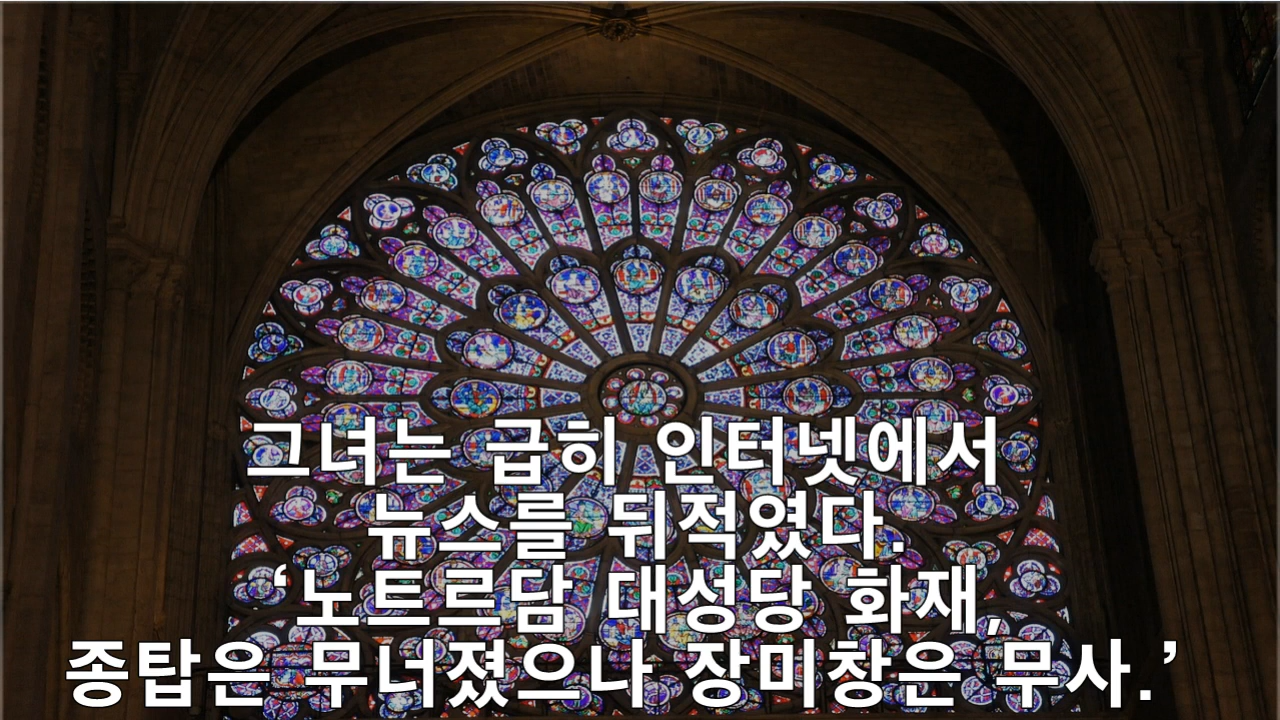 그녀는 급히 인터넷에서
뉴스를 뒤적였다.
‘노트르담 대성당 화재,
종탑은 무너졌으나 장미창은 무사.’